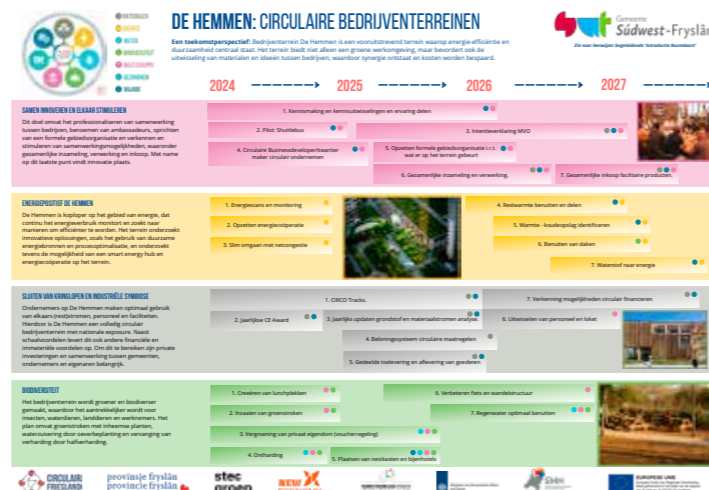 DE HEMMEN: CIRCULAIRE BEDRIJVENTERREINEN
Een toekomstperspectief: Bedrijventerrein De Hemmen is een vooruitstrevend terrein waarop energie-efficiëntie en
duurzaamheid centraal staat. Het terrein biedt niet alleen een groene werkomgeving, maar bevordert ook de
uitwisseling van materialen en ideeën tussen bedrijven, waardoor synergie ontstaat en kosten worden bespaard.
MATERIALEN
ENERGIE
WATER
BIODIVERSITEIT
GEZONDHEID
WAARDE
Gemeente
Súdwest-Fryslân
Zie voor bewijzen begeleidende
2024
2025
2026
2027
SAMEN INNOVEREN EN ELKAAR STIMULEREN
Dit doel omvat het professionaliseren van samenwerking
tussen bedrijven, benoemen van ambassadeurs, oprichten
van een formele gebiedsorganisatie en verkennen en
stimuleren van samenwerkingsmogelijkheden, waaronder
gezamenlijke inzameling, verwerking en inkoop. Met name
op dit laatste punt vindt innovatie plaats.
1. Kennismaking en kennisuitwisselingen en ervaring delen
2. Pilot: Shuttlebus
3. Intentieverklaring MVO
4. Circulaire Businessdeveloper/kwartier
maker circulair ondernemen
5. Opzetten formele gebiedsorganisatie i.r.t.
wat er op het terrein gebeurt
6. Gezamenlijke inzameling en verwerking.
7. Gezamenlijke inkoop facilitaire producten.
ENERGIEPOSITIEF DE HEMMEN
De Hemmen is koploper op het gebied van energie, dat
continu het energieverbruik monitort en zoekt naar
manieren om efficiënter te worden. Het terrein onderzoekt
innovatieve oplossingen, zoals het gebruik van duurzame
energiebronnen en procesoptimalisatie, en onderzoekt
tevens de mogelijkheid van een smart energy hub en
energiecoöperatie op het terrein.
1. Energiescans en monitoring
2. Opzetten energiecoöperatie
3. Slim omgaan met netcongestie
4. Restwarmte benutten en delen
5. Warmte - koudeopslag identificeren
6. Benutten van daken
7. Waterstof naar energie
SLUITEN VAN KRINGLOPEN EN INDUSTRIËLE SYMBIOSE
Ondernemers op De Hemmen maken optimaal gebruik
van elkaars (rest)stromen, personeel en faciliteiten.
Hierdoor is De Hemmen een volledig circulair
bedrijventerrein met nationale exposure. Naast
schaalvoordelen levert dit ook andere financiële en
immateriële voordelen op. Om dit te bereiken zijn private
investeringen en samenwerking tussen gemeenten,
ondernemers en eigenaren belangrijk.
1. CIRCO Tracks.
2. Jaarlijkse CE Award
3. Jaarlijks updaten grondstof en materiaalstromen analyse.
4. Beloningssysteem circulaire maatregelen
5. Gedeelde toelevering en aflevering van goederen
6. Uitwisselen van personeel en loket
7. Verkenning mogelijkheden circulair financieren
BIODIVERSITEIT
Het bedrijventerrein wordt groener en biodiverser
gemaakt, waardoor het aantrekkelijker wordt voor
insecten, waterdieren, landdieren en werknemers. Het
plan omvat groenstroken met inheemse planten,
waterzuivering door oeverbeplanting en vervanging van
verharding door halfverharding.
1. Creëren van lunchplekken
2. Inzaaien van groenstroken
3. Vergroening van privaat eigendom (voucherregeling)
4. Ontharding
5. Plaatsen van nestkasten en bijenhotels
6. Verbeteren fiets en wandelstructuur
7. Regenwater optimaal benutten
CIRCULAIR
FRIESLAND
provinsje fryslân
provincie fryslân
stec
groep
NEW
EUROPESE UNIE